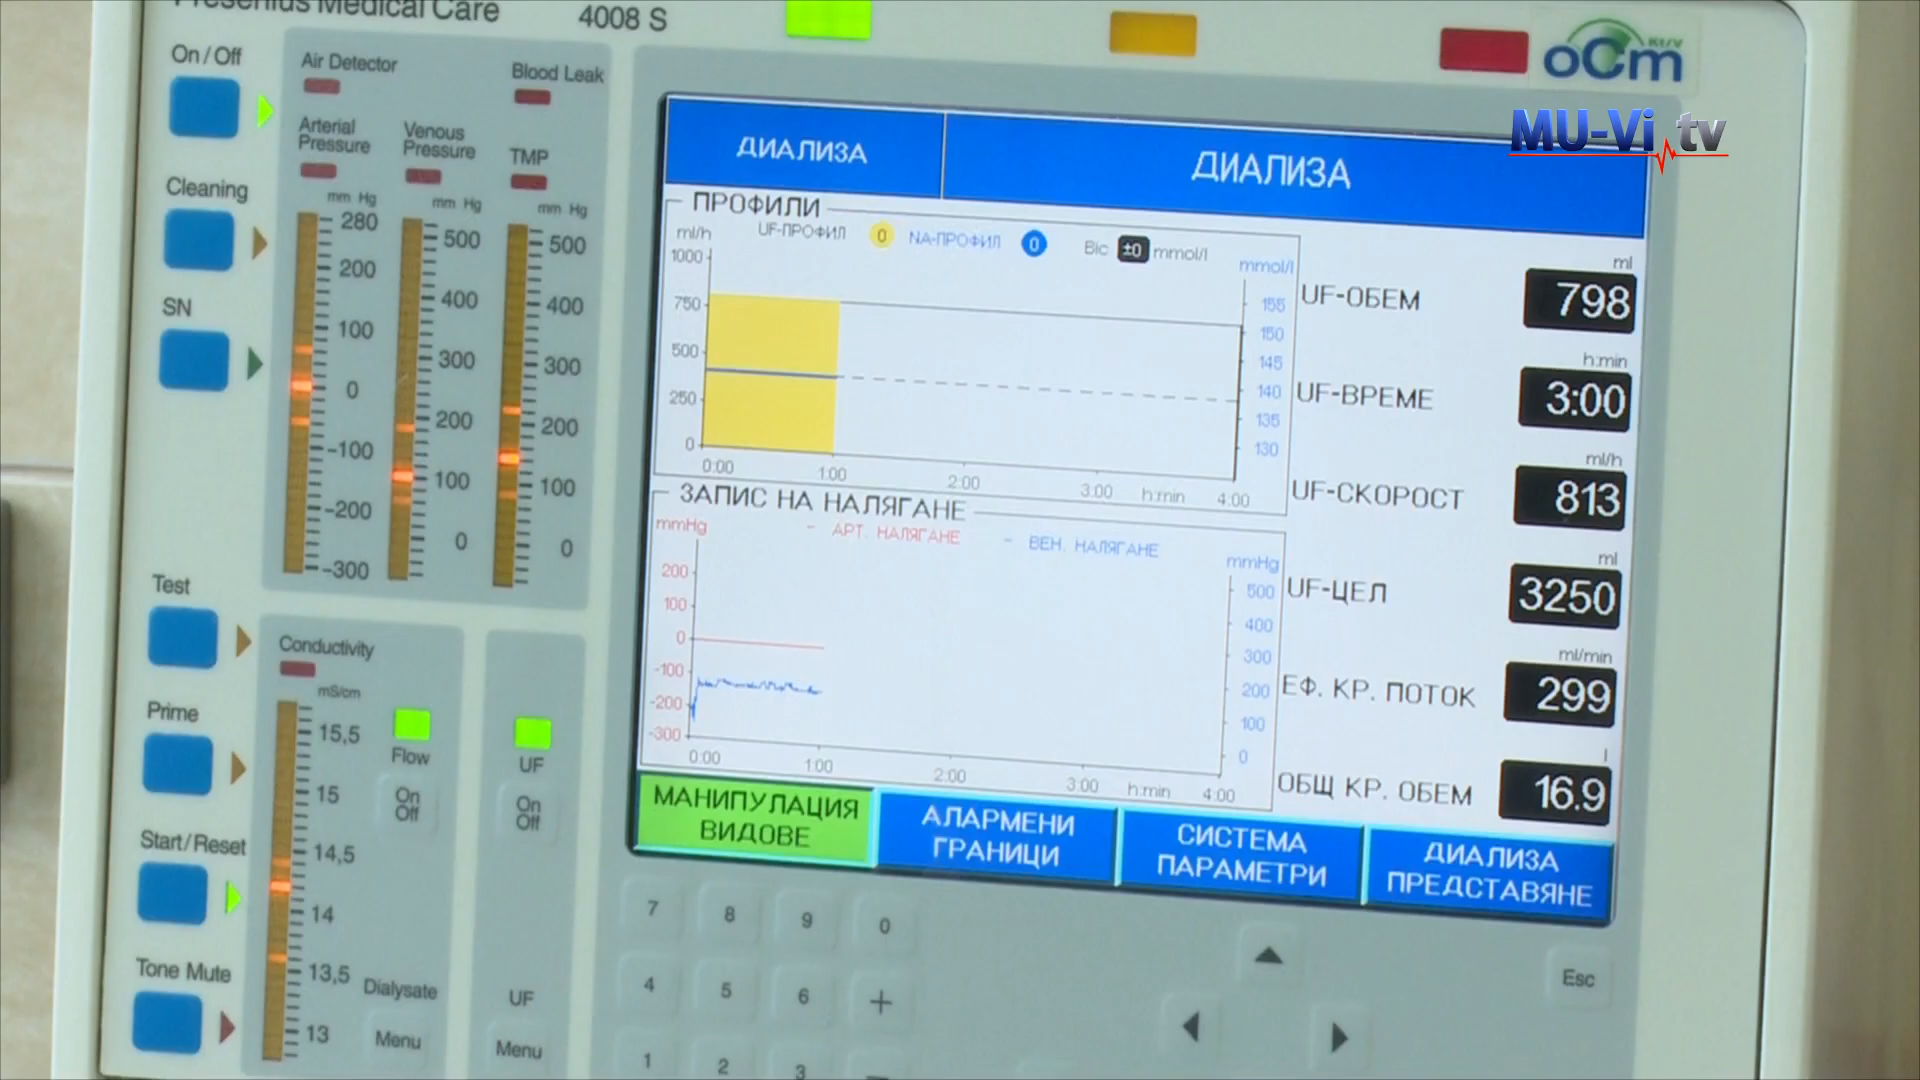 Fresenius Medical Care
4008 S
Kt/V
oCm
MU-Vi.tv
On / Off
Cleaning
SN
Test
Prime
Start/Reset
Tone Mute
Air Detector
Blood Leak
Arterial
Pressure
Venous
Pressure
TMP
mm Hg
mm Hg
mm Hg
280
200
100
0
-100
-200
-300
500
400
300
200
100
0
500
400
300
200
100
0
Conductivity
mS/cm
15,5
15
14,5
14
13,5
13
Flow
On
Off
Dialysate
Menu
UF
On
Off
UF
Menu
ДИАЛИЗА
ДИАЛИЗА
ПРОФИЛИ
ml/h
UF-ПРОФИЛ 0 NA-ПРОФИЛ 0 Bic ±0 mmol/l
mmol/l
1000
750
500
250
0
155
150
145
140
135
130
0:00 1:00 2:00 3:00 h:min 4:00
ЗАПИС НА НАЛЯГАНЕ
mmHg
- АРТ. НАЛЯГАНЕ - ВЕН. НАЛЯГАНЕ
mmHg
200
100
0
-100
-200
-300
500
400
300
200
100
0
0:00 1:00 2:00 3:00 h:min 4:00
ml
UF-ОБЕМ 798
h:min
UF-ВРЕМЕ 3:00
ml/h
UF-СКОРОСТ 813
ml
UF-ЦЕЛ 3250
ml/min
ЕФ. КР. ПОТОК 299
l
ОБЩ КР. ОБЕМ 16.9
МАНИПУЛАЦИЯ
ВИДОВЕ
АЛАРМЕНИ
ГРАНИЦИ
СИСТЕМА
ПАРАМЕТРИ
ДИАЛИЗА
ПРЕДСТАВЯНЕ
7 8 9 0
4 5 6 +
1 2 3 −
Esc